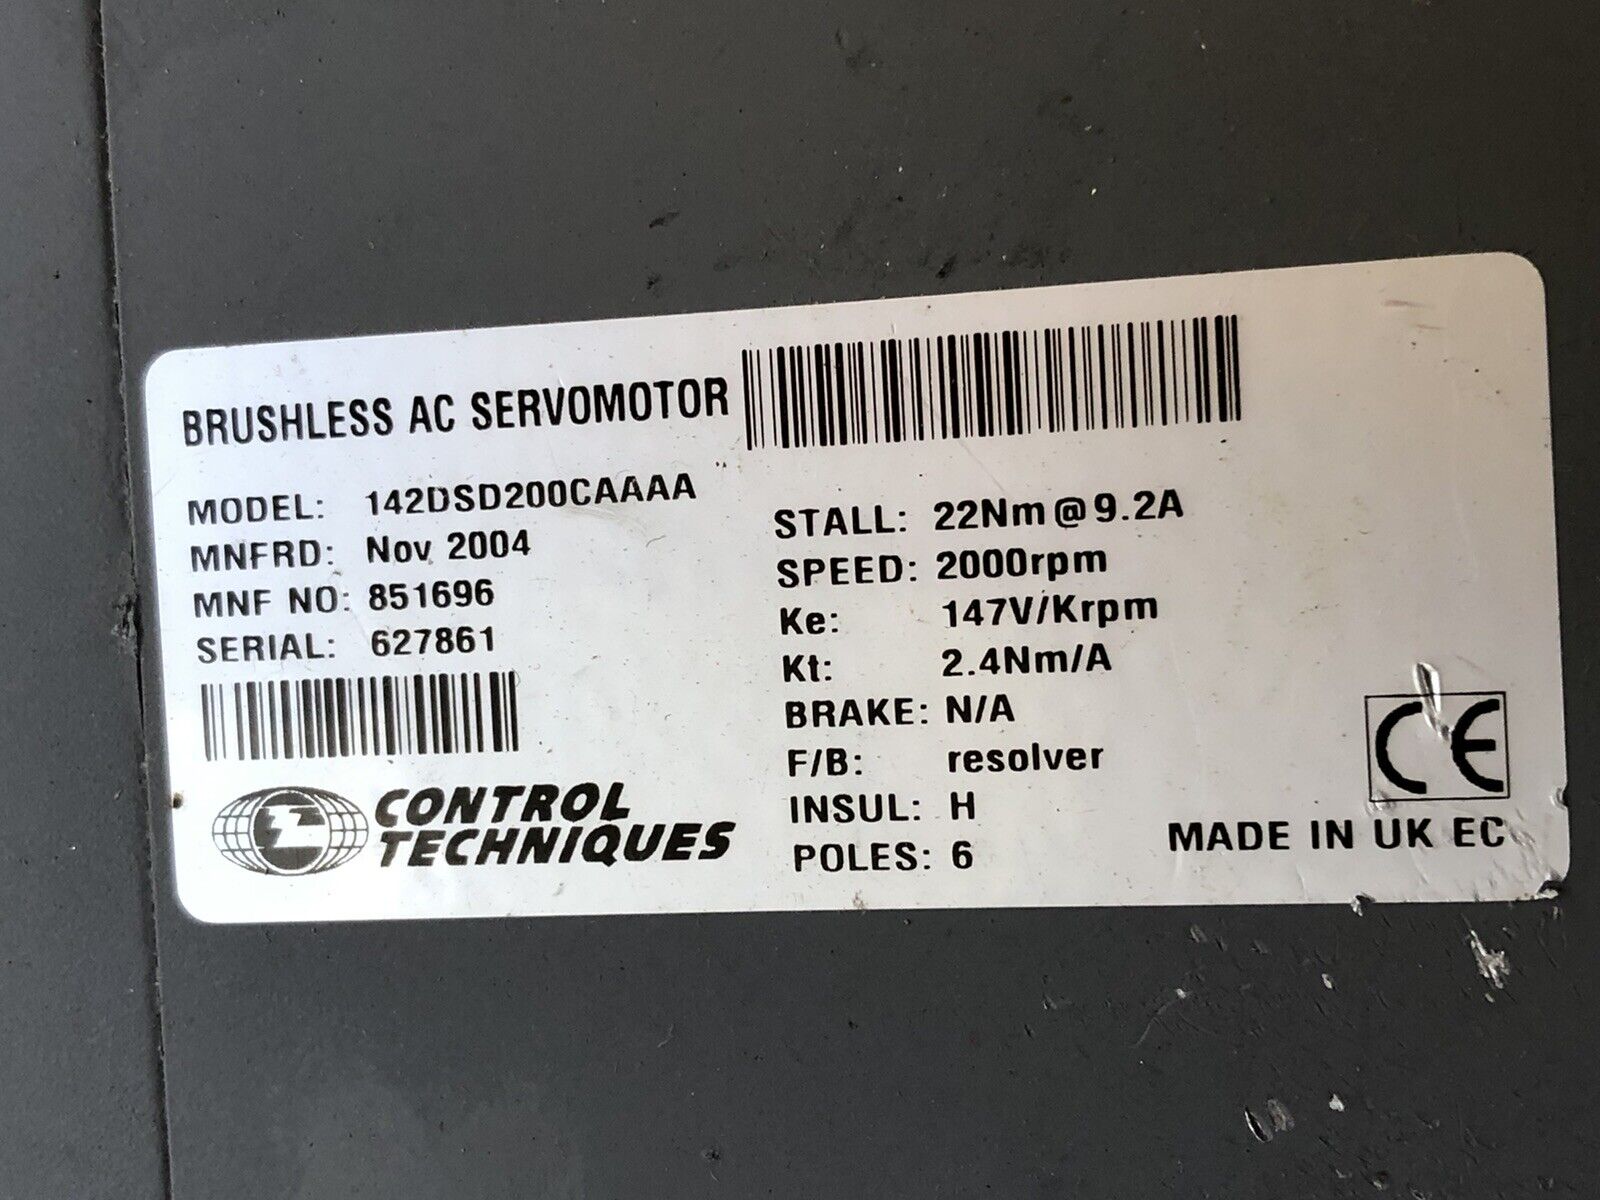 BRUSHLESS AC SERVOMOTOR
MODEL: 142DSD200CAAAA
MNFRD: Nov 2004
MNF NO: 851696
SERIAL: 627861
CONTROL
TECHNIQUES
STALL: 22Nm@9.2A
SPEED: 2000rpm
Ke: 147V/Krpm
Kt: 2.4Nm/A
BRAKE: N/A
F/B: resolver
INSUL: H
POLES: 6
CE
MADE IN UK EC